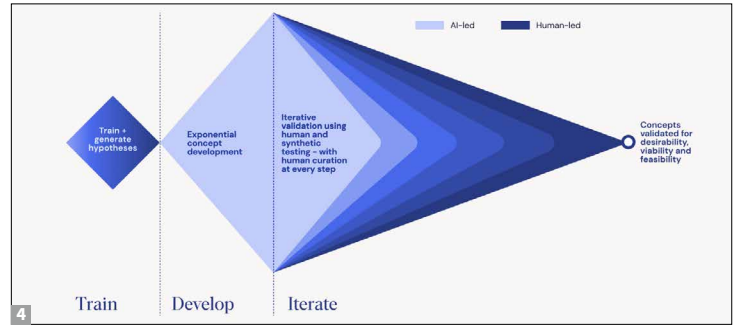 AI-led
Human-led
Train +
generate
hypotheses
Exponential
concept
development
Iterative
validation using
human and
synthetic
testing – with
human curation
at every step
Concepts
validated for
desirability,
viability and
feasibility
Train
Develop
Iterate
4